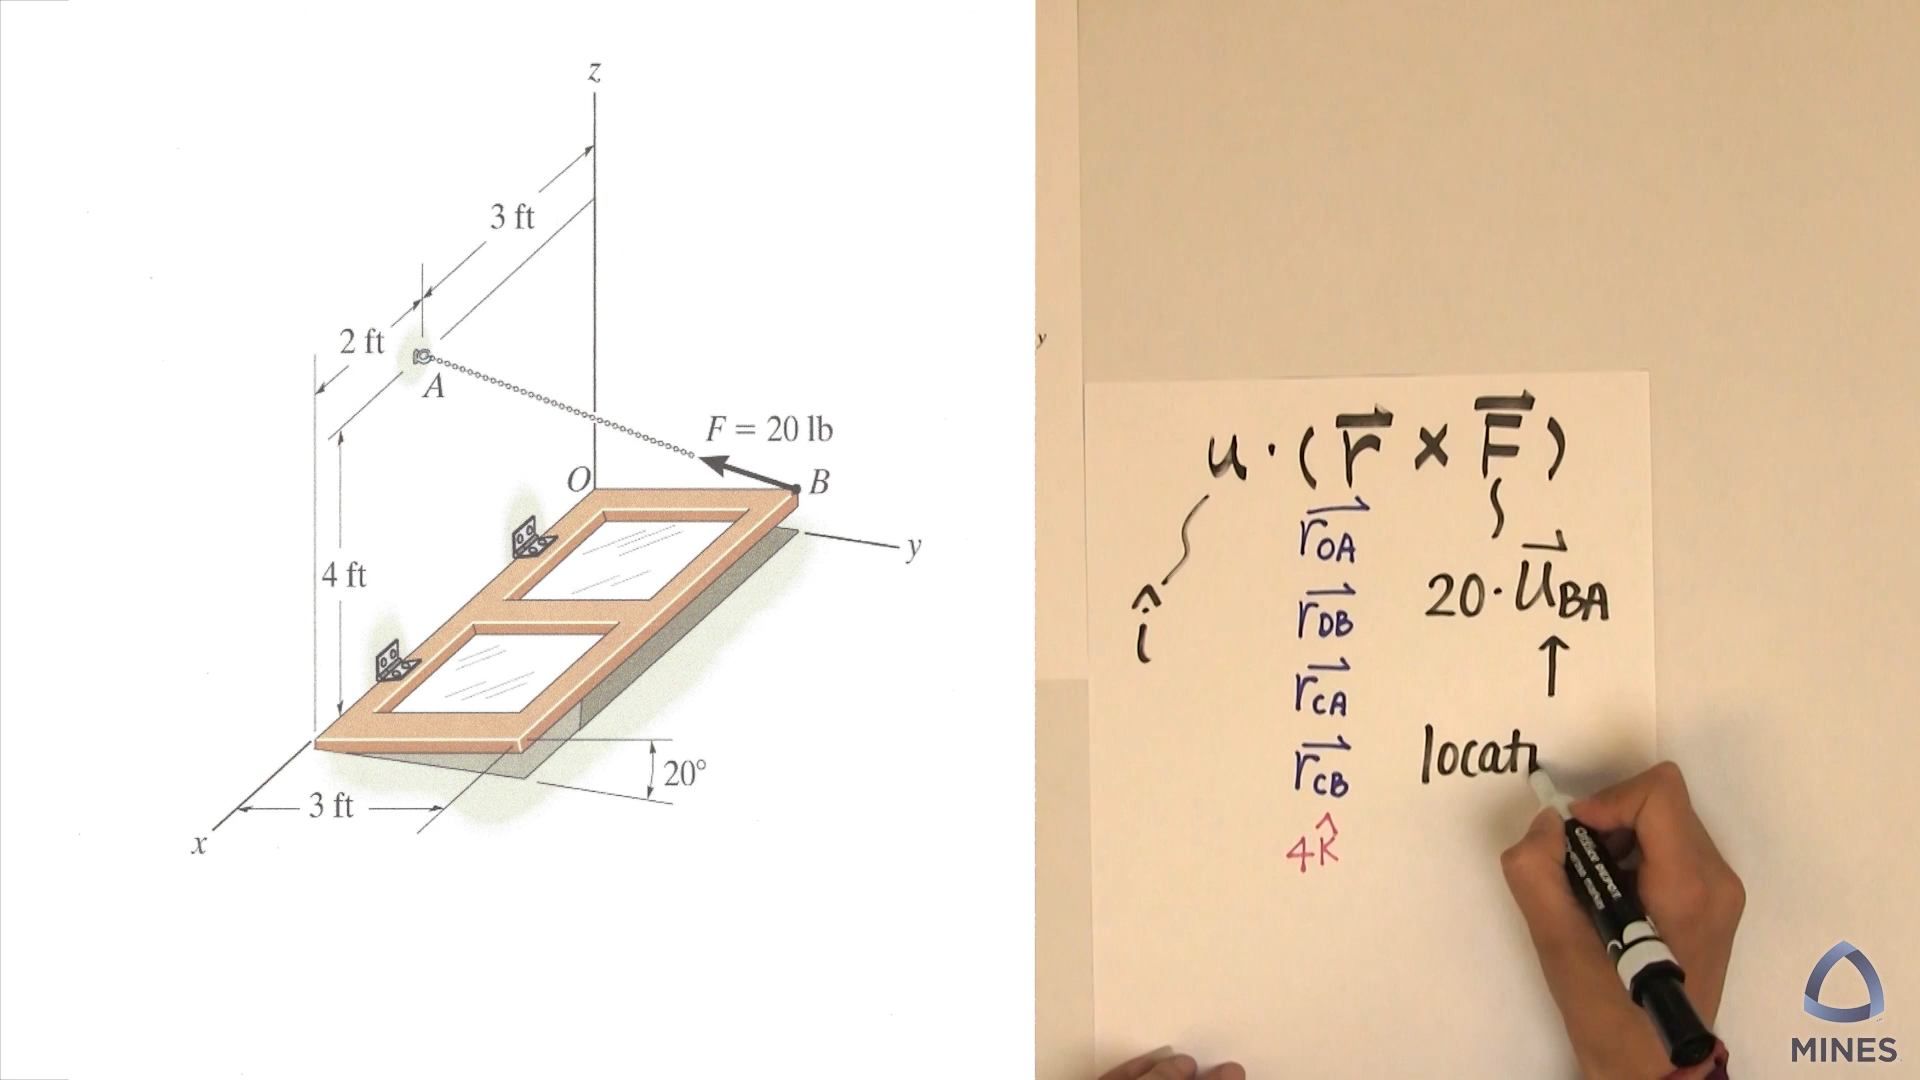 z
3 ft
2 ft
A
F = 20 lb
O
B
y
4 ft
20°
3 ft
x
y
u · ( r⃗ × F⃗ )
r⃗OA
î
20 · u⃗BA
r⃗DB
↑
r⃗CA
locati
r⃗CB
4k̂
MINES